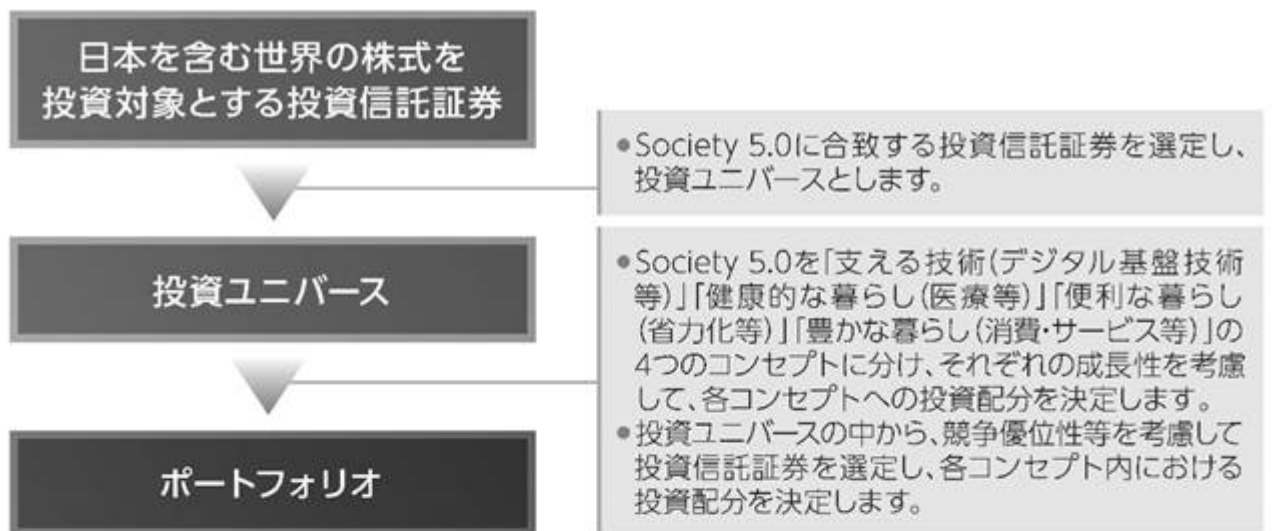 日本を含む世界の株式を
投資対象とする投資信託証券
●Society 5.0に合致する投資信託証券を選定し、
投資ユニバースとします。
投資ユニバース
●Society 5.0を「支える技術(デジタル基盤技術
等)」「健康的な暮らし(医療等)」「便利な暮らし
(省力化等)」「豊かな暮らし(消費・サービス等)」の
4つのコンセプトに分け、それぞれの成長性を考慮
して、各コンセプトへの投資配分を決定します。
●投資ユニバースの中から、競争優位性等を考慮して
投資信託証券を選定し、各コンセプト内における
投資配分を決定します。
ポートフォリオ